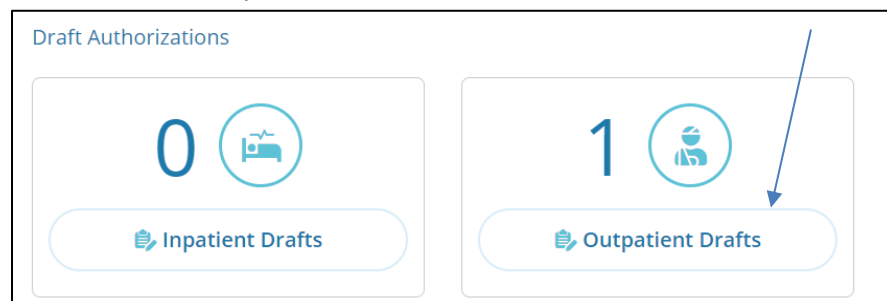 Draft Authorizations
0
1
Inpatient Drafts
Outpatient Drafts